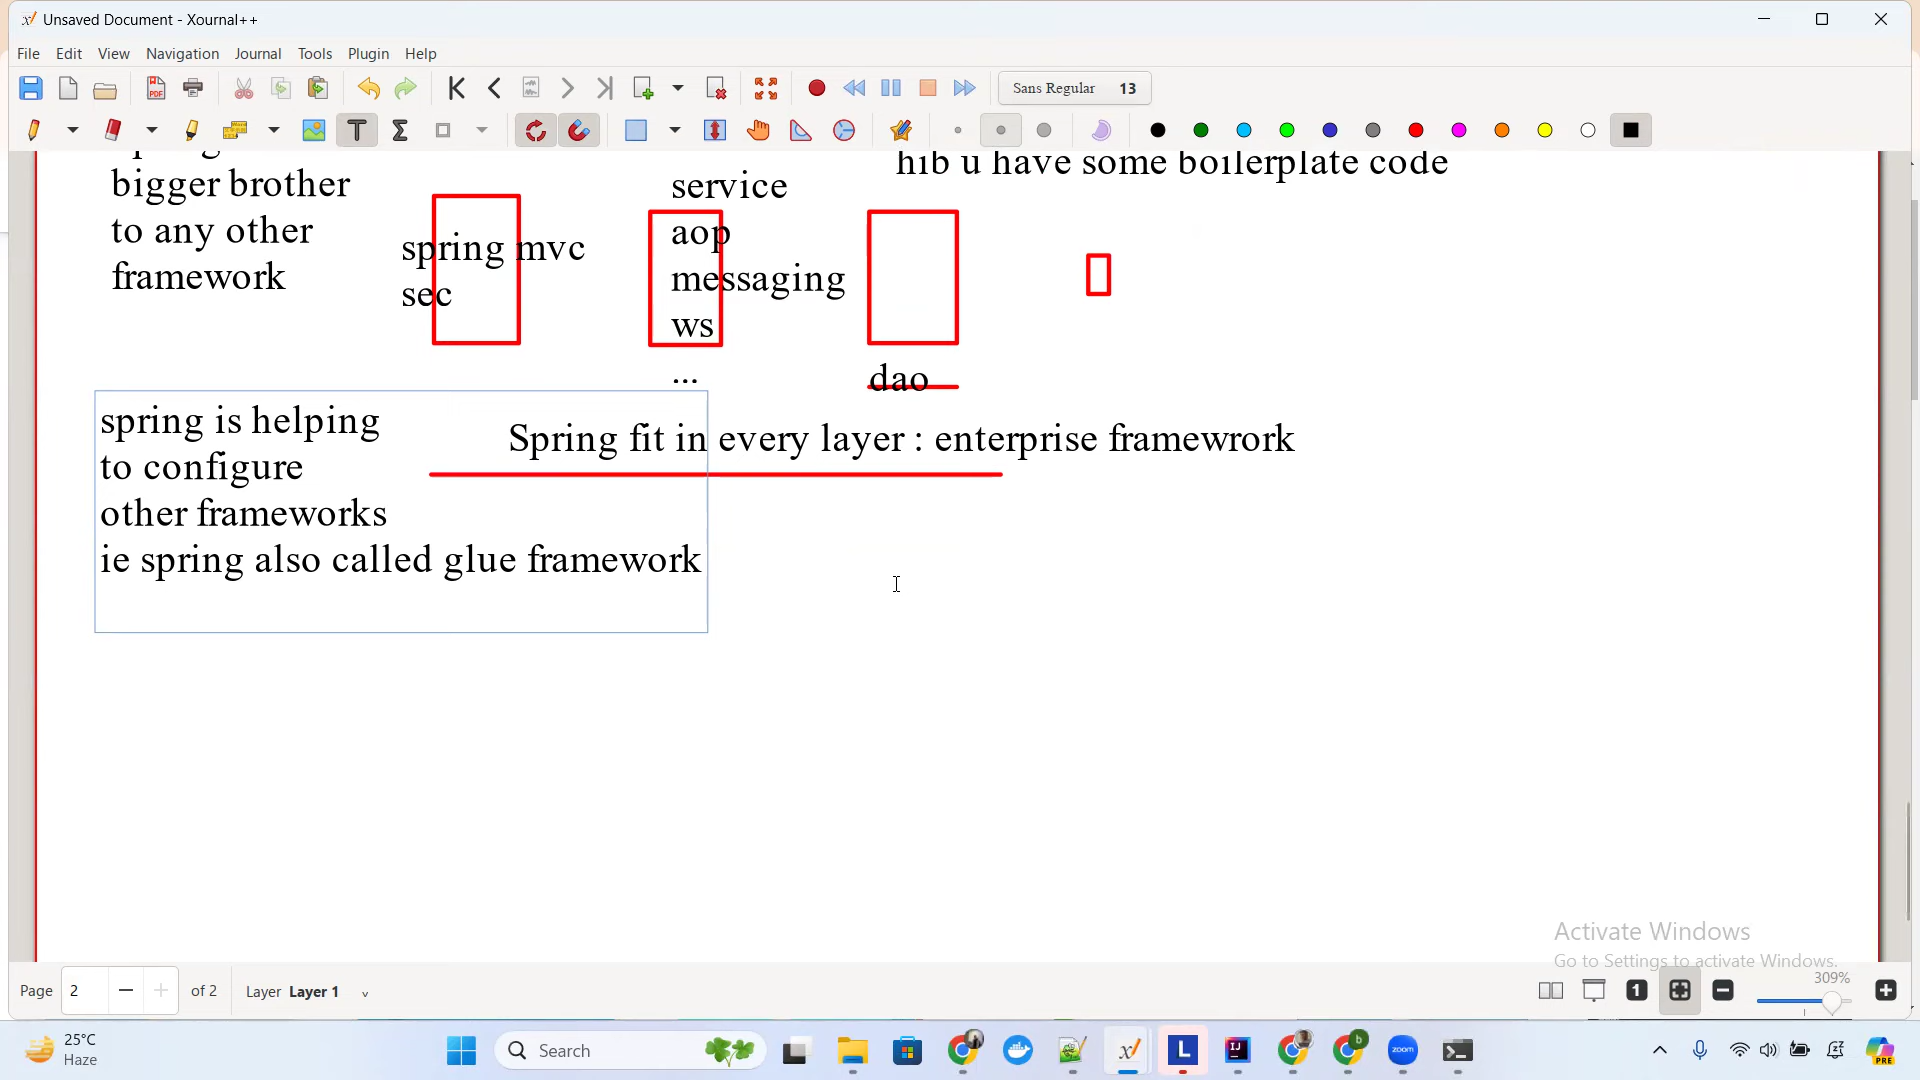 Unsaved Document - Xournal++
File Edit View Navigation Journal Tools Plugin Help
Sans Regular 13
hib u have some boilerplate code
bigger brother
to any other
framework
spring mvc
sec
service
aop
messaging
ws
...
dao
spring is helping
to configure
other frameworks
ie spring also called glue framework
Spring fit in every layer : enterprise framewrork
Activate Windows
Go to Settings to activate Windows.
Page 2 of 2 Layer Layer 1
309%
25°C
Haze
Search
zoom
PRE